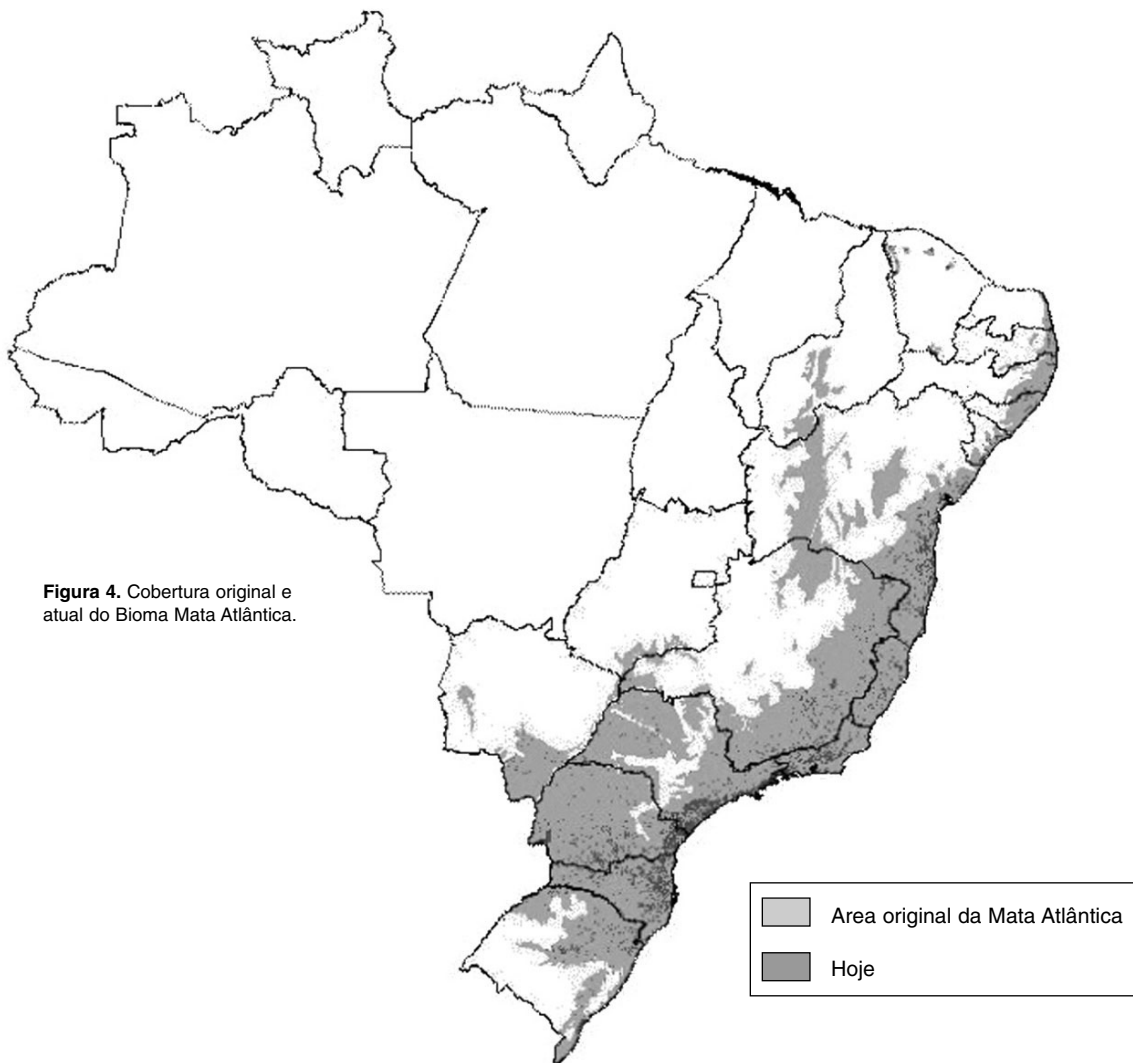 Figura 4. Cobertura original e
atual do Bioma Mata Atlântica.
Area original da Mata Atlântica
Hoje